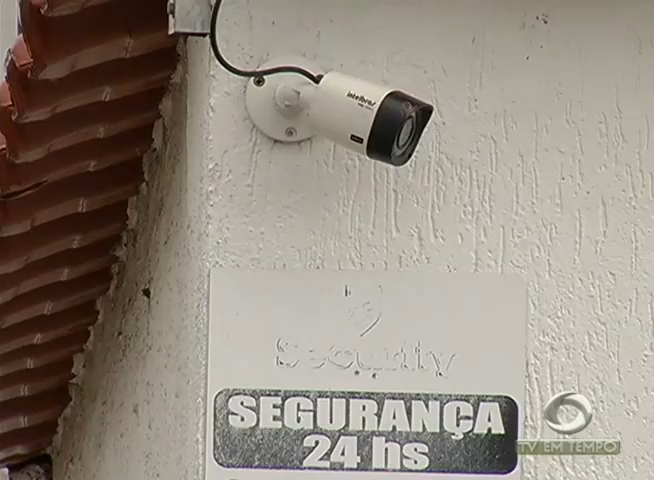 intelbras
Security
SEGURANÇA
24 hs
TV EM TEMPO